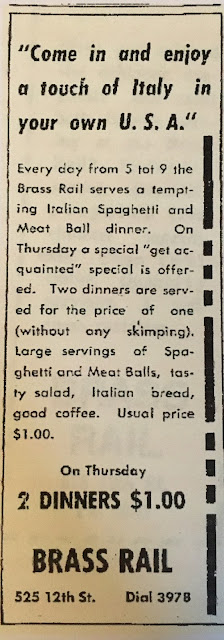 "Come in and enjoy
a touch of Italy in
your own U. S. A."
Every day from 5 tot 9 the
Brass Rail serves a tempt-
ing Italian Spaghetti and
Meat Ball dinner. On
Thursday a special "get ac-
quainted" special is offer-
ed. Two dinners are serv-
ed for the price of one
(without any skimping).
Large servings of Spa-
ghetti and Meat Balls, tas-
ty salad, Italian bread,
good coffee. Usual price
$1.00.
On Thursday
2 DINNERS $1.00
BRASS RAIL
525 12th St. Dial 3978